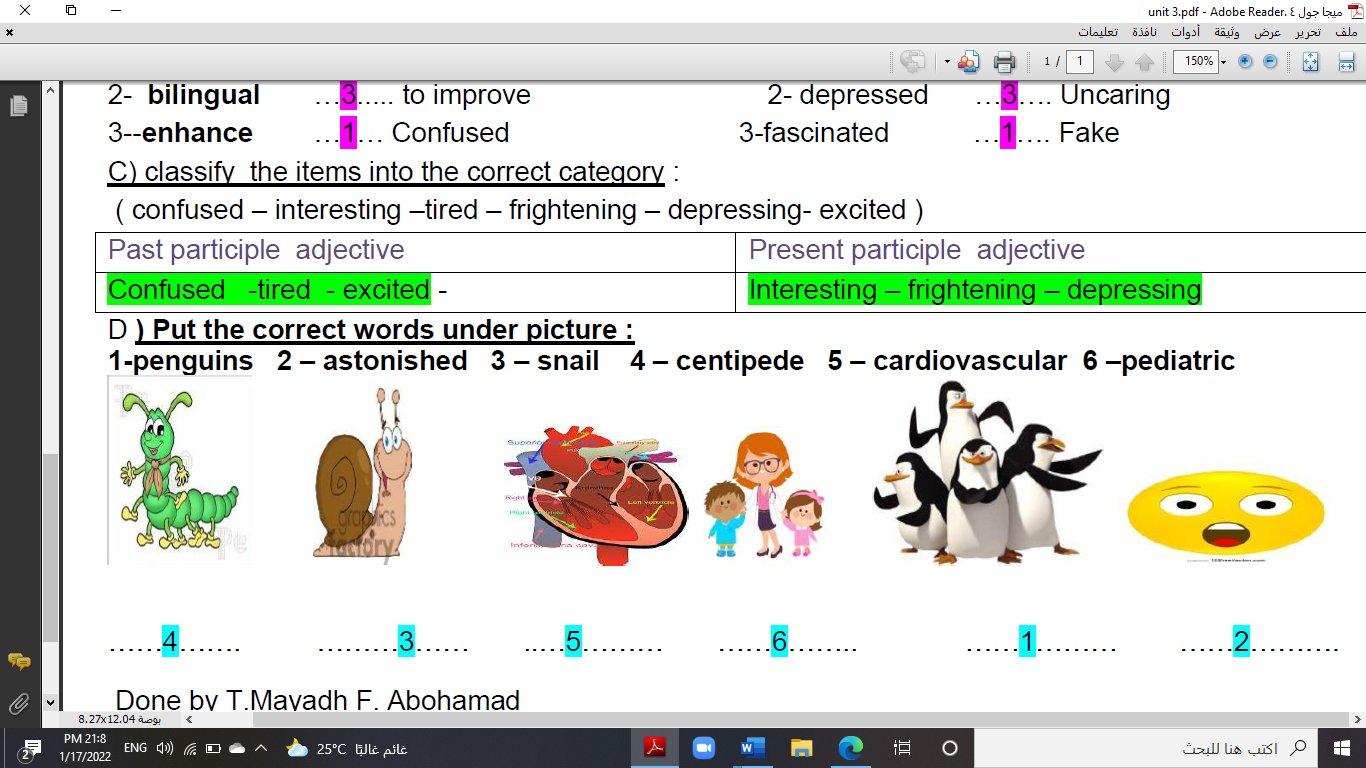 ميجا جول ٤ .unit 3.pdf - Adobe Reader
ملف تحرير عرض وثيقة أدوات نافذة تعليمات
1 / 1 150%
2- bilingual …3….. to improve 2- depressed …3…. Uncaring
3--enhance …1… Confused 3-fascinated …1…. Fake
C) classify the items into the correct category :
( confused – interesting –tired – frightening – depressing- excited )
Past participle adjective Present participle adjective
Confused -tired - excited - Interesting – frightening – depressing
D ) Put the correct words under picture :
1-penguins 2 – astonished 3 – snail 4 – centipede 5 – cardiovascular 6 –pediatric
graphics
factory
Left ventricle
……4……. ………3…… …..5……… ……6…….. ……1……… ……2……….
Done by T.Mayadh F. Abohamad
8.27x12.04 بوصة
PM 21:8
1/17/2022
2
ENG
25°C غائم غالبًا
اكتب هنا للبحث